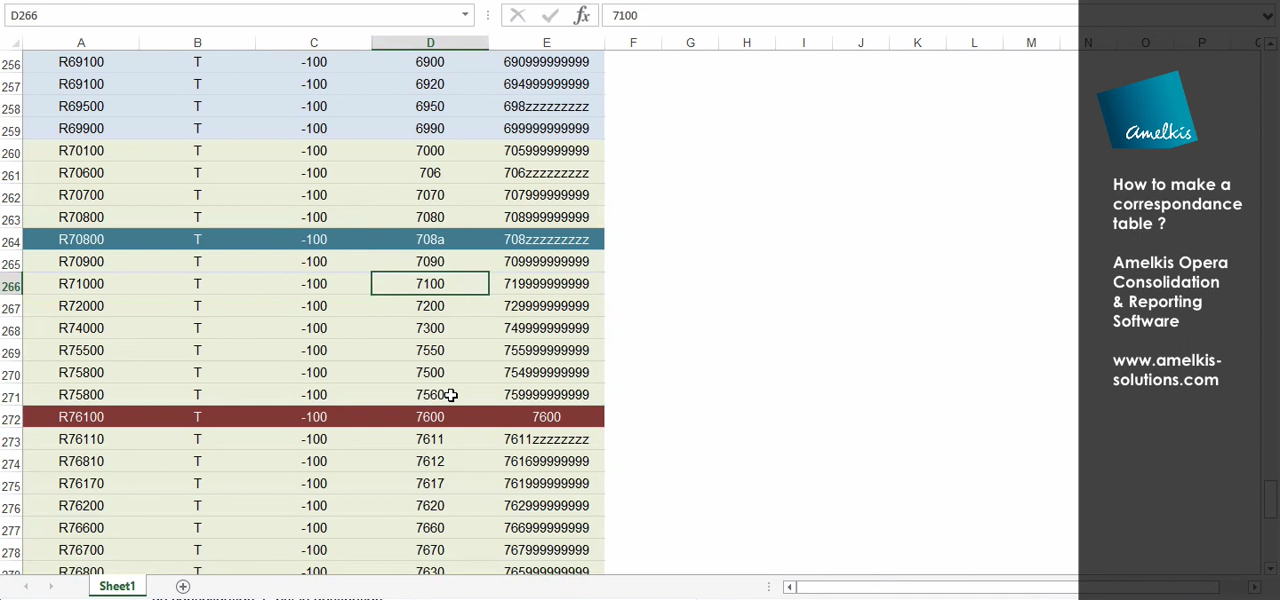 D266 fx 7100
A B C D E F G H I J K L M N O P
256 R69100 T -100 6900 690999999999
257 R69100 T -100 6920 694999999999
258 R69500 T -100 6950 698zzzzzzzzz
259 R69900 T -100 6990 699999999999
260 R70100 T -100 7000 705999999999
261 R70600 T -100 706 706zzzzzzzzz
262 R70700 T -100 7070 707999999999
263 R70800 T -100 7080 708999999999
264 R70800 T -100 708a 708zzzzzzzzz
265 R70900 T -100 7090 709999999999
266 R71000 T -100 7100 719999999999
267 R72000 T -100 7200 729999999999
268 R74000 T -100 7300 749999999999
269 R75500 T -100 7550 755999999999
270 R75800 T -100 7500 754999999999
271 R75800 T -100 7560 759999999999
272 R76100 T -100 7600 7600
273 R76110 T -100 7611 7611zzzzzzzz
274 R76810 T -100 7612 761699999999
275 R76170 T -100 7617 761999999999
276 R76200 T -100 7620 762999999999
277 R76600 T -100 7660 766999999999
278 R76700 T -100 7670 767999999999
R76800 T -100 7630 765999999999
Sheet1
Amelkis
How to make a
correspondance
table ?
Amelkis Opera
Consolidation
& Reporting
Software
www.amelkis-
solutions.com